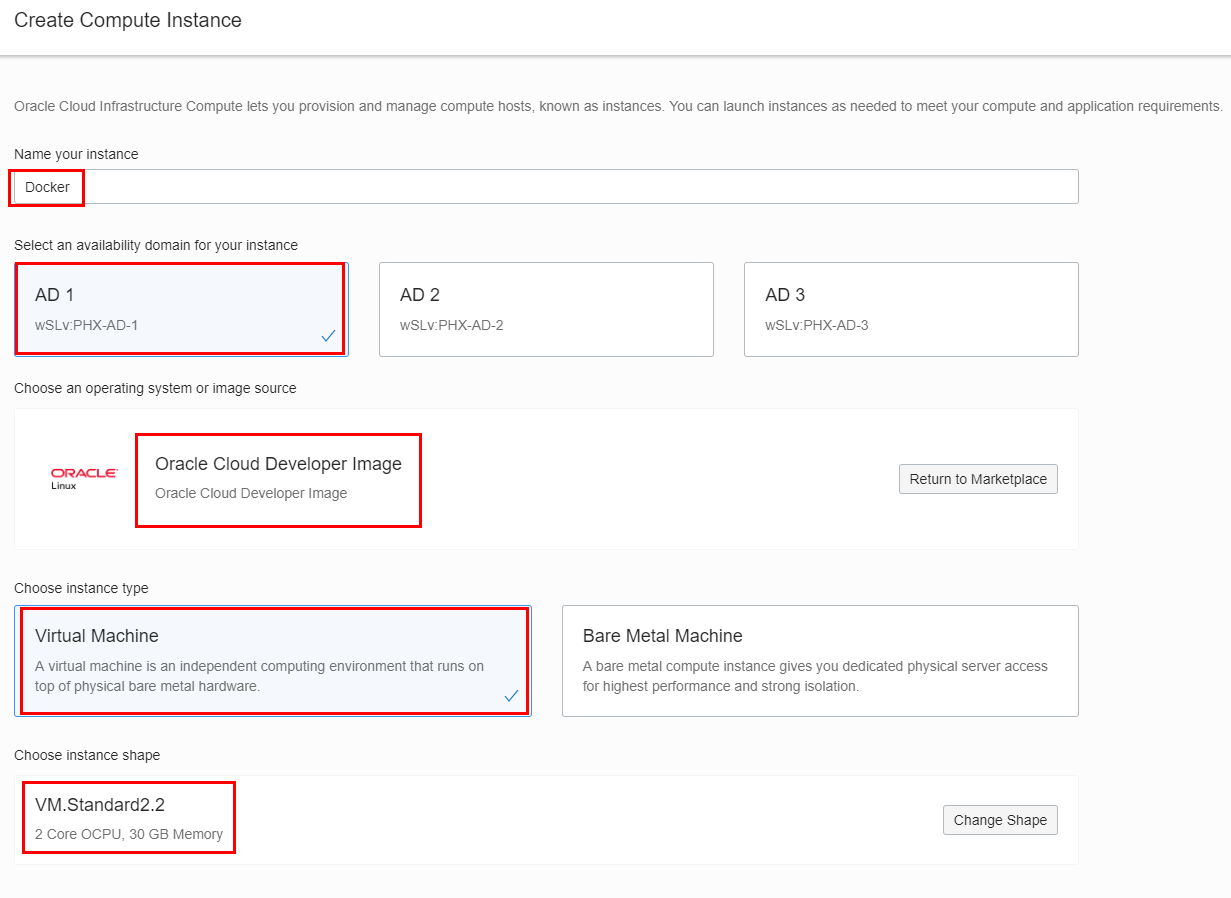 Create Compute Instance
Oracle Cloud Infrastructure Compute lets you provision and manage compute hosts, known as instances. You can launch instances as needed to meet your compute and application requirements.
Name your instance
Docker
Select an availability domain for your instance
AD 1
wSLv:PHX-AD-1
AD 2
wSLv:PHX-AD-2
AD 3
wSLv:PHX-AD-3
Choose an operating system or image source
ORACLE
Linux
Oracle Cloud Developer Image
Oracle Cloud Developer Image
Return to Marketplace
Choose instance type
Virtual Machine
A virtual machine is an independent computing environment that runs on
top of physical bare metal hardware.
Bare Metal Machine
A bare metal compute instance gives you dedicated physical server access
for highest performance and strong isolation.
Choose instance shape
VM.Standard2.2
2 Core OCPU, 30 GB Memory
Change Shape